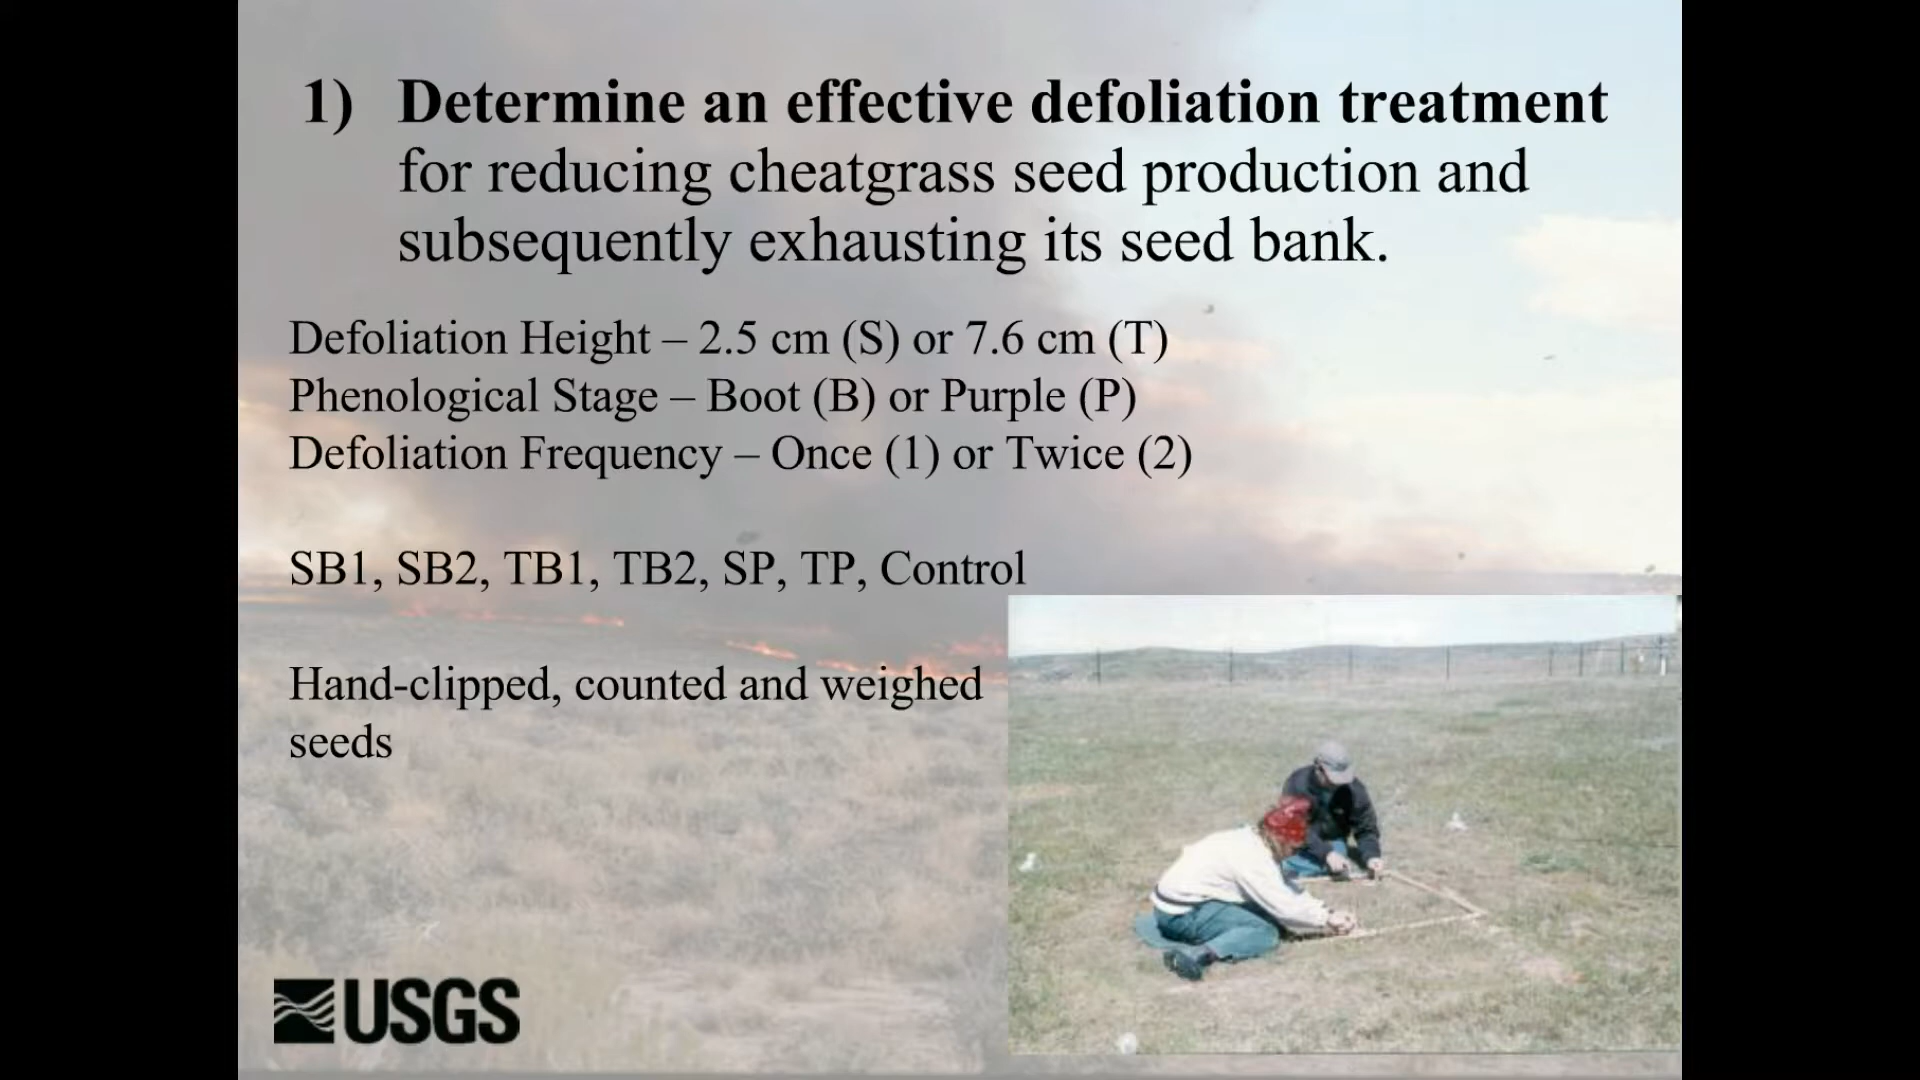 1) Determine an effective defoliation treatment
for reducing cheatgrass seed production and
subsequently exhausting its seed bank.
Defoliation Height – 2.5 cm (S) or 7.6 cm (T)
Phenological Stage – Boot (B) or Purple (P)
Defoliation Frequency – Once (1) or Twice (2)
SB1, SB2, TB1, TB2, SP, TP, Control
Hand-clipped, counted and weighed
seeds
USGS